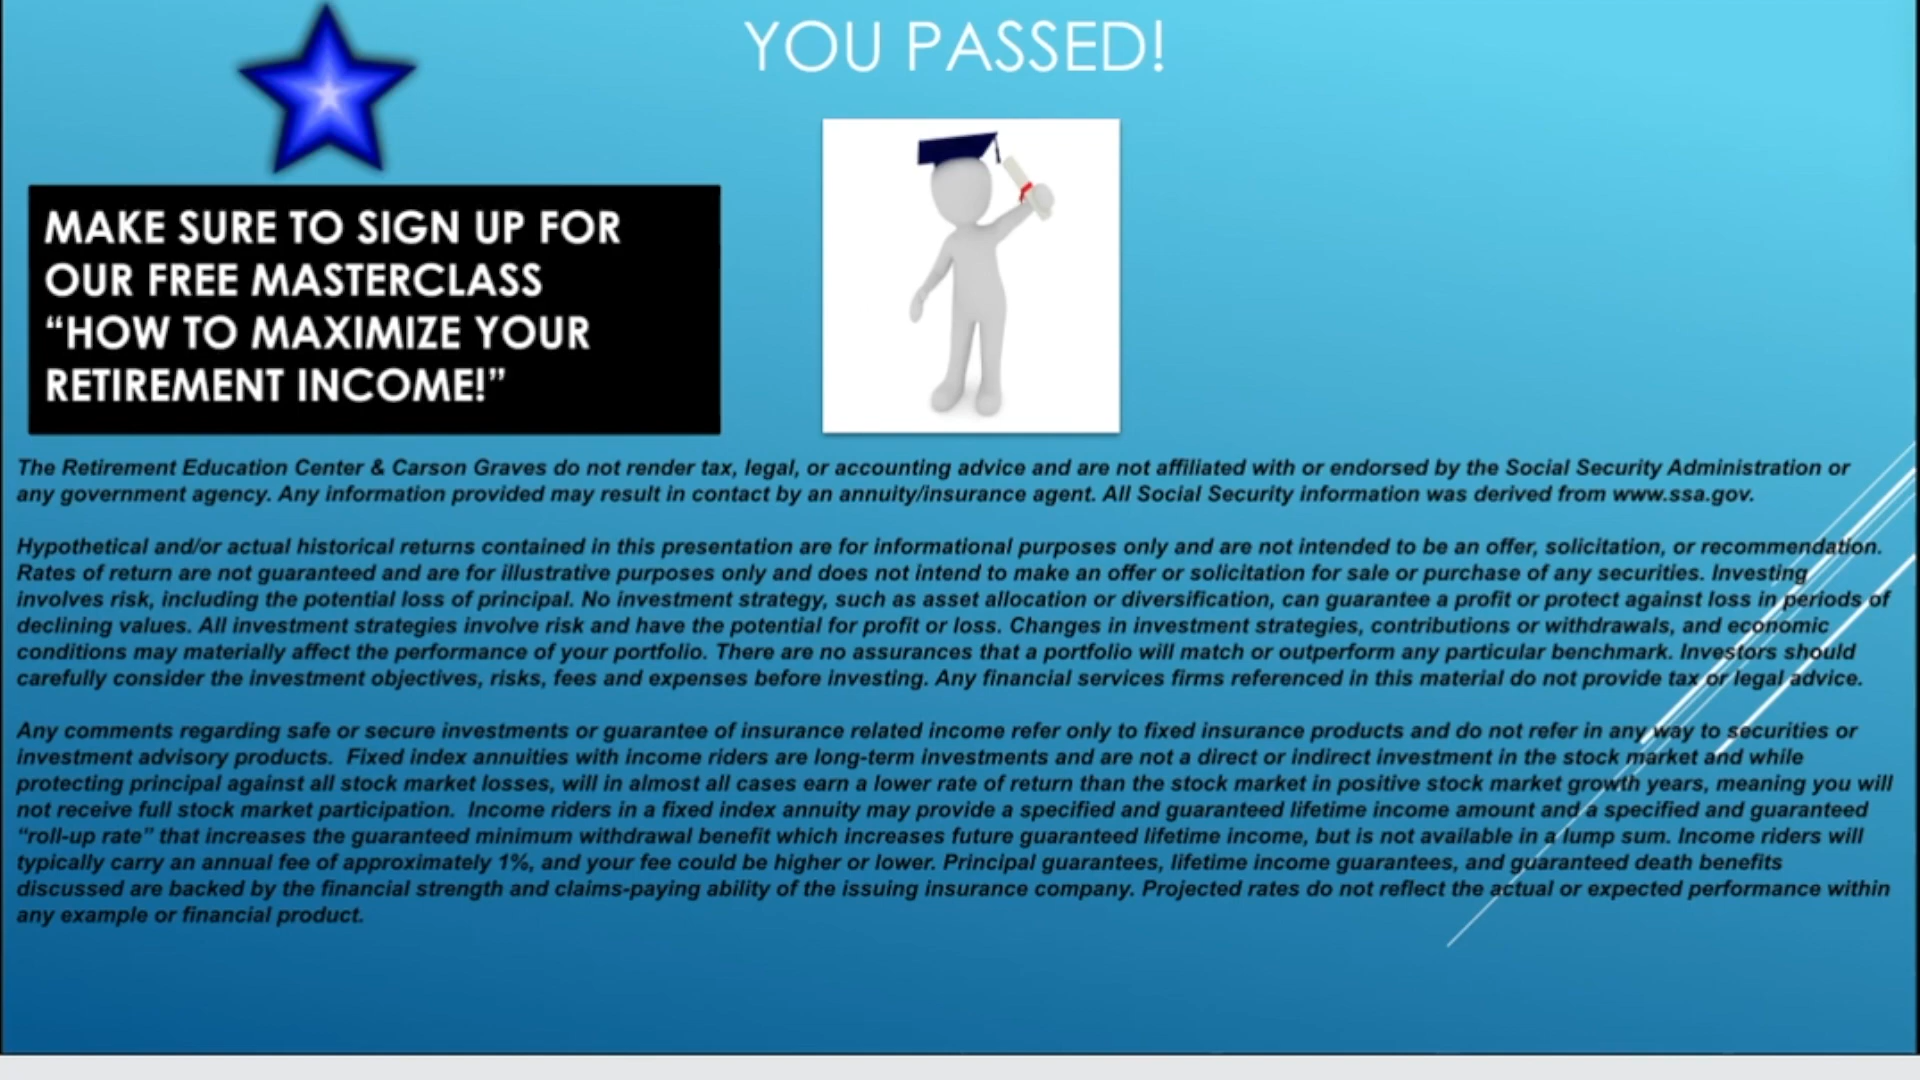 YOU PASSED!
MAKE SURE TO SIGN UP FOR
OUR FREE MASTERCLASS
“HOW TO MAXIMIZE YOUR
RETIREMENT INCOME!”
The Retirement Education Center & Carson Graves do not render tax, legal, or accounting advice and are not affiliated with or endorsed by the Social Security Administration or
any government agency. Any information provided may result in contact by an annuity/insurance agent. All Social Security information was derived from www.ssa.gov.
Hypothetical and/or actual historical returns contained in this presentation are for informational purposes only and are not intended to be an offer, solicitation, or recommendation.
Rates of return are not guaranteed and are for illustrative purposes only and does not intend to make an offer or solicitation for sale or purchase of any securities. Investing
involves risk, including the potential loss of principal. No investment strategy, such as asset allocation or diversification, can guarantee a profit or protect against loss in periods of
declining values. All investment strategies involve risk and have the potential for profit or loss. Changes in investment strategies, contributions or withdrawals, and economic
conditions may materially affect the performance of your portfolio. There are no assurances that a portfolio will match or outperform any particular benchmark. Investors should
carefully consider the investment objectives, risks, fees and expenses before investing. Any financial services firms referenced in this material do not provide tax or legal advice.
Any comments regarding safe or secure investments or guarantee of insurance related income refer only to fixed insurance products and do not refer in any way to securities or
investment advisory products.  Fixed index annuities with income riders are long-term investments and are not a direct or indirect investment in the stock market and while
protecting principal against all stock market losses, will in almost all cases earn a lower rate of return than the stock market in positive stock market growth years, meaning you will
not receive full stock market participation.  Income riders in a fixed index annuity may provide a specified and guaranteed lifetime income amount and a specified and guaranteed
“roll-up rate” that increases the guaranteed minimum withdrawal benefit which increases future guaranteed lifetime income, but is not available in a lump sum. Income riders will
typically carry an annual fee of approximately 1%, and your fee could be higher or lower. Principal guarantees, lifetime income guarantees, and guaranteed death benefits
discussed are backed by the financial strength and claims-paying ability of the issuing insurance company. Projected rates do not reflect the actual or expected performance within
any example or financial product.